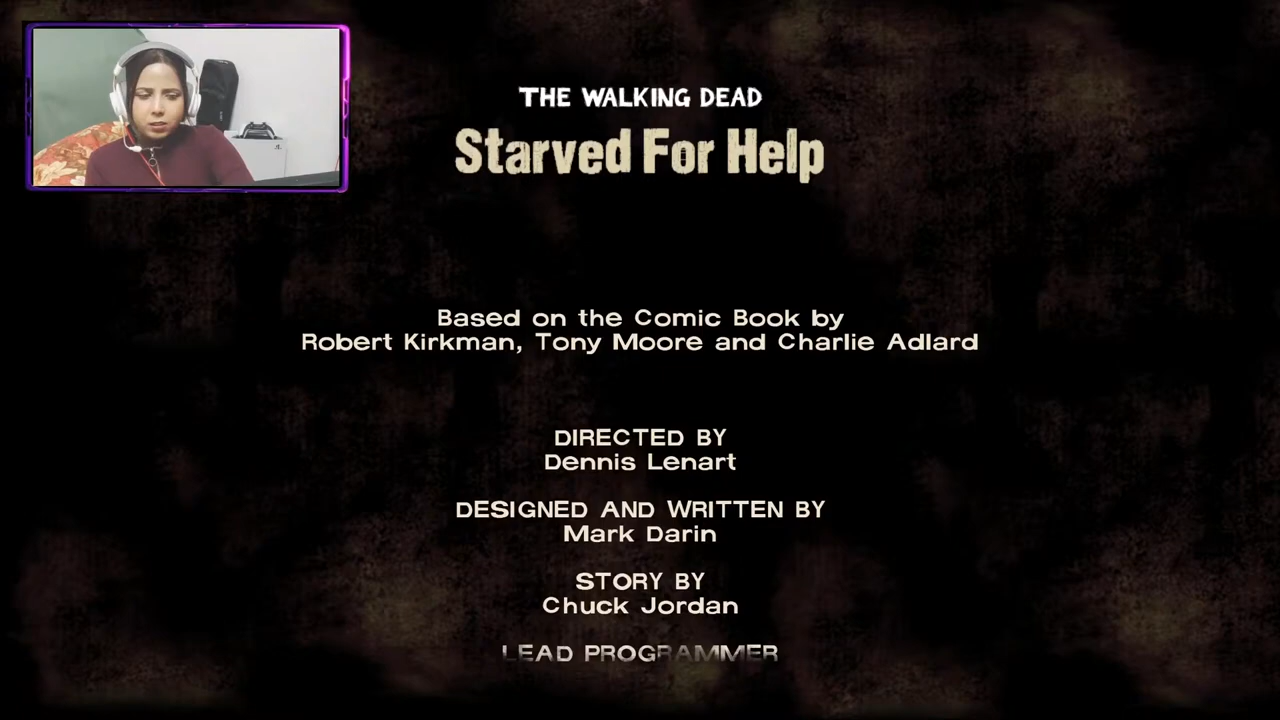 THE WALKING DEAD
Starved For Help
Based on the Comic Book by
Robert Kirkman, Tony Moore and Charlie Adlard
DIRECTED BY
Dennis Lenart
DESIGNED AND WRITTEN BY
Mark Darin
STORY BY
Chuck Jordan
LEAD PROGRAMMER